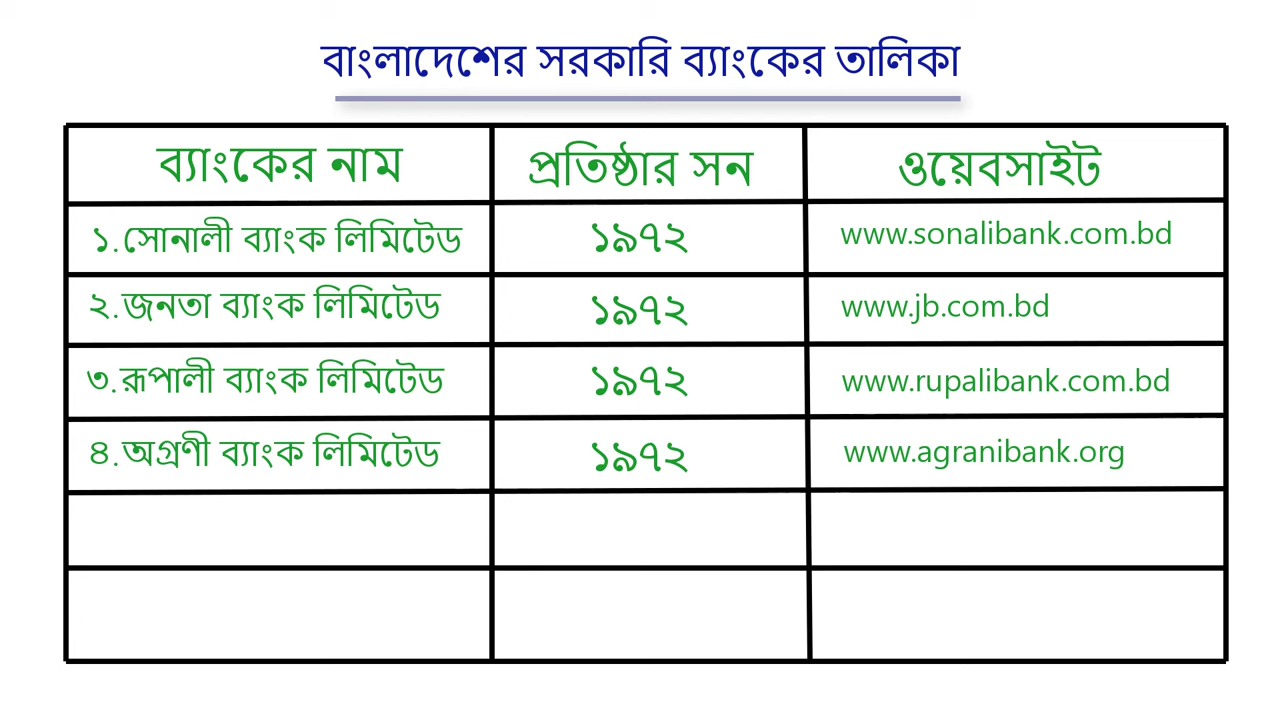 বাংলাদেশের সরকারি ব্যাংকের তালিকা
ব্যাংকের নাম প্রতিষ্ঠার সন ওয়েবসাইট
১.সোনালী ব্যাংক লিমিটেড ১৯৭২ www.sonalibank.com.bd
২.জনতা ব্যাংক লিমিটেড ১৯৭২ www.jb.com.bd
৩.রূপালী ব্যাংক লিমিটেড ১৯৭২ www.rupalibank.com.bd
৪.অগ্রণী ব্যাংক লিমিটেড ১৯৭২ www.agranibank.org